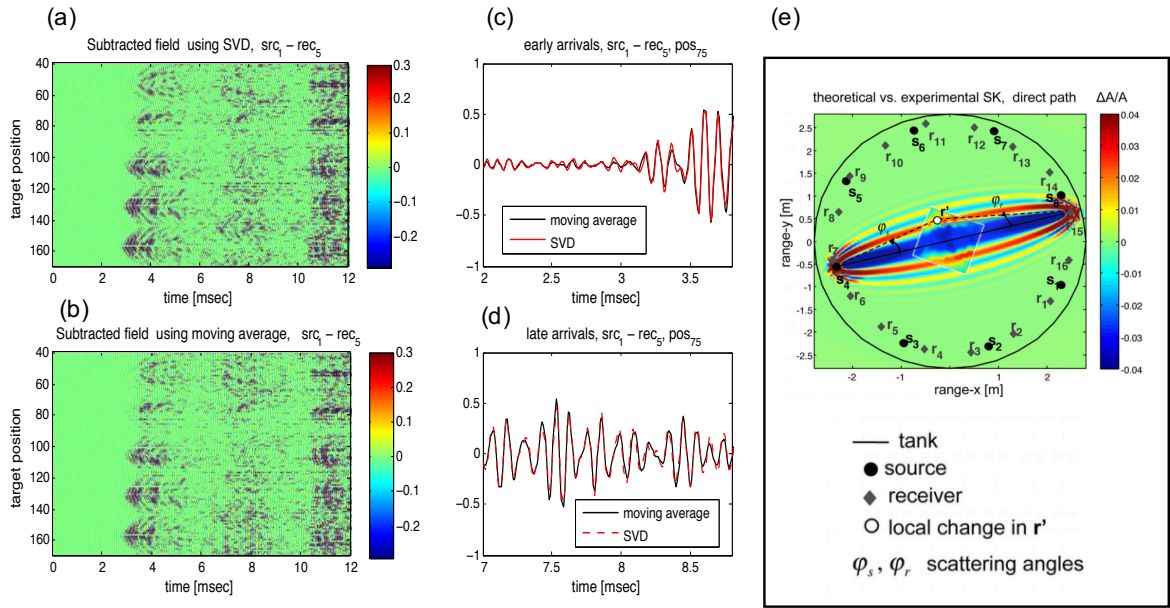 (a)
Subtracted field using SVD, src1 – rec5
40
60
80
100
120
140
160
target position
0 2 4 6 8 10 12
time [msec]
0.3
0.2
0.1
0
−0.1
−0.2
(b)
Subtracted field using moving average, src1 – rec5
40
60
80
100
120
140
160
target position
0 2 4 6 8 10 12
time [msec]
0.3
0.2
0.1
0
−0.1
−0.2
(c)
early arrivals, src1 – rec5, pos75
1
0.5
0
−0.5
−1
moving average
SVD
2 2.5 3 3.5
time [msec]
(d)
late arrivals, src1 – rec5, pos75
1
0.5
0
−0.5
−1
moving average
SVD
7 7.5 8 8.5
time [msec]
(e)
theoretical vs. experimental SK, direct path ΔA/A
2.5
2
1.5
1
0.5
0
-0.5
-1
-1.5
-2
-2.5
range-y [m]
-2 -1 0 1 2
range-x [m]
0.04
0.03
0.02
0.01
0
-0.01
-0.02
-0.03
-0.04
s6 r11 r12 s7
r10 r13
r9 r14
s5 s8
r8 r' φr r15
φs
r7
s4 r16
r6 s1
r5 r1
s3 r4 r3 s2 r2
tank
source
receiver
local change in r'
φs , φr scattering angles